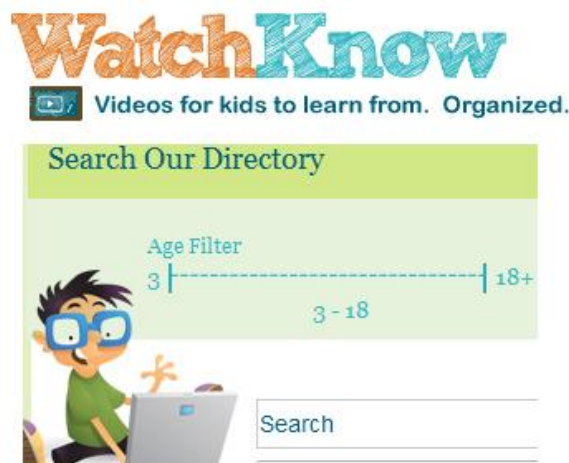 WatchKnow
Videos for kids to learn from. Organized.
Search Our Directory
Age Filter
3 18+
3 - 18
Search